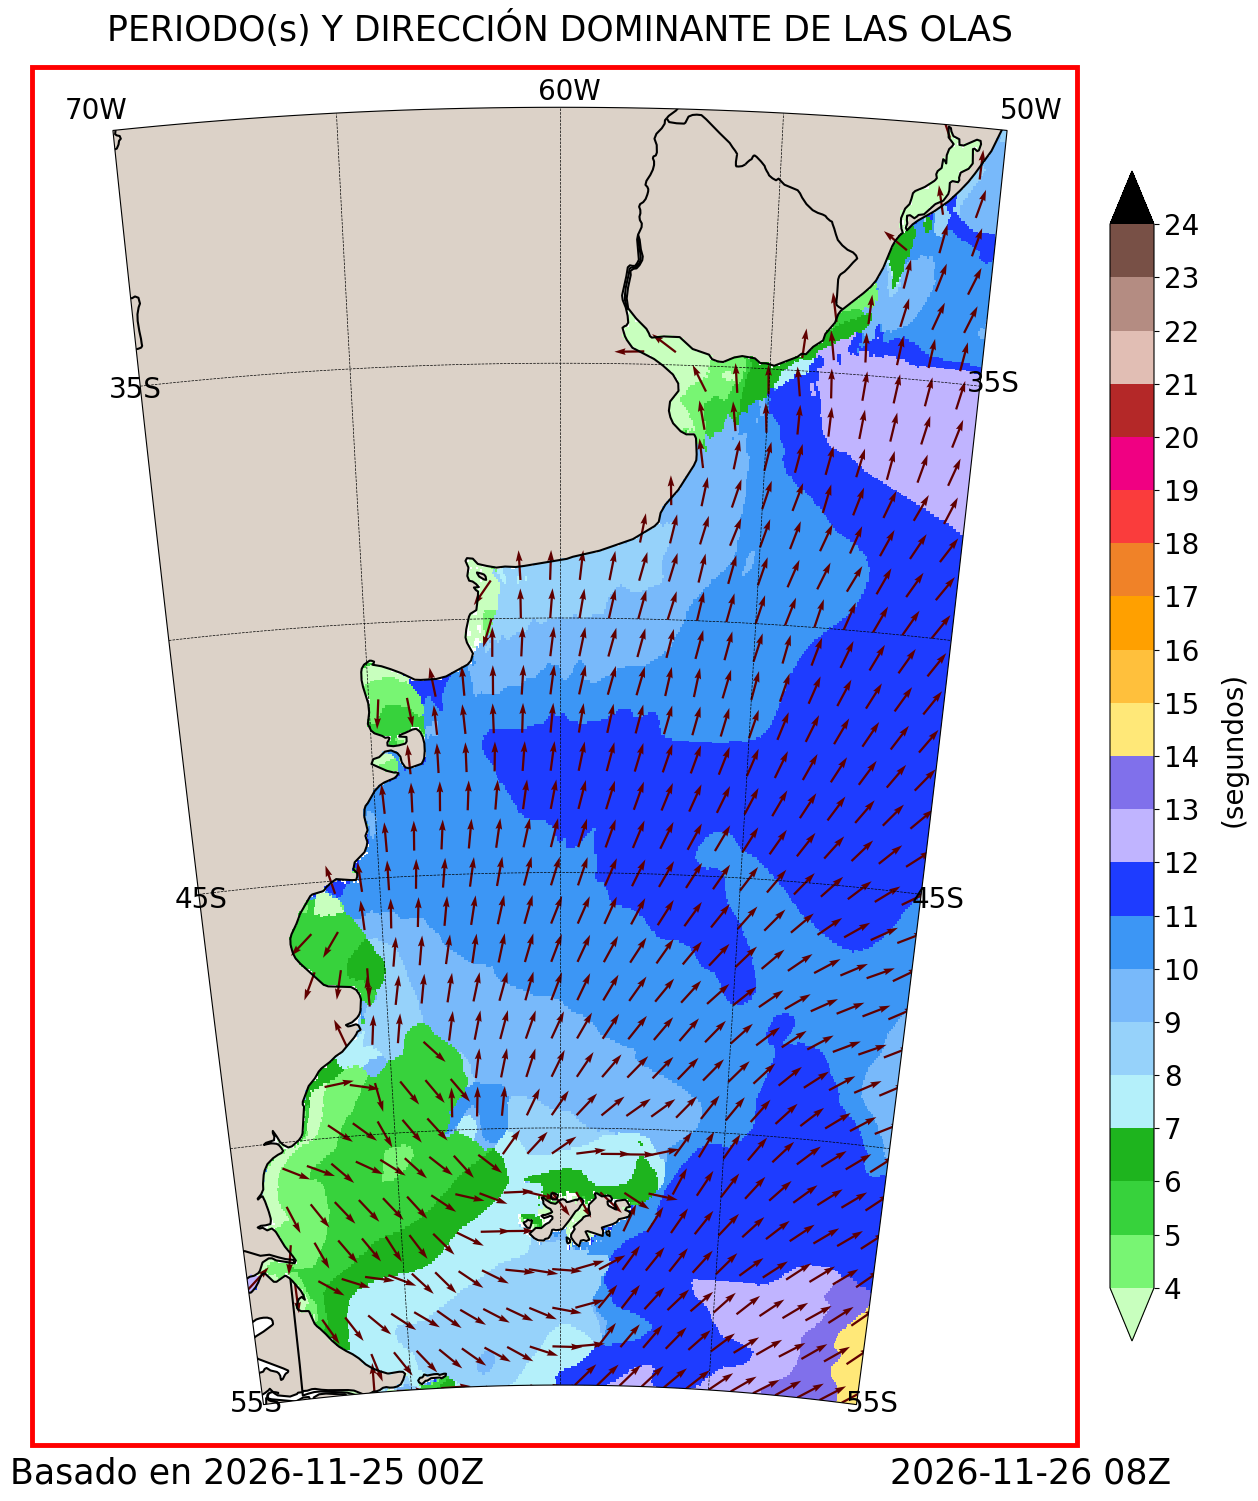 PERIODO(s) Y DIRECCIÓN DOMINANTE DE LAS OLAS
70W
60W
50W
35S
35S
45S
45S
55S
55S
24
23
22
21
20
19
18
17
16
15
14
13
12
11
10
9
8
7
6
5
4
(segundos)
Basado en 2026-11-25 00Z
2026-11-26 08Z